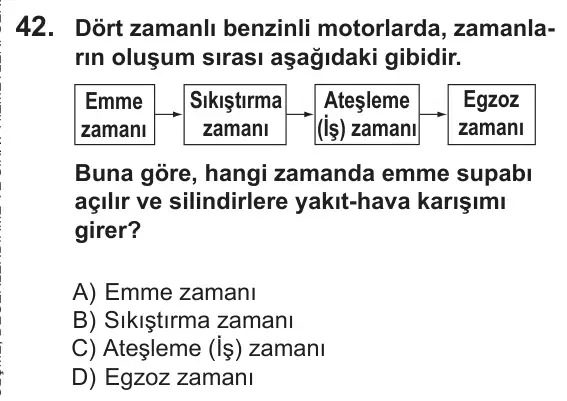 42. Dört zamanlı benzinli motorlarda, zamanla-
rın oluşum sırası aşağıdaki gibidir.
Emme zamanı
Sıkıştırma zamanı
Ateşleme (İş) zamanı
Egzoz zamanı
Buna göre, hangi zamanda emme supabı
açılır ve silindirlere yakıt-hava karışımı
girer?
A) Emme zamanı
B) Sıkıştırma zamanı
C) Ateşleme (İş) zamanı
D) Egzoz zamanı